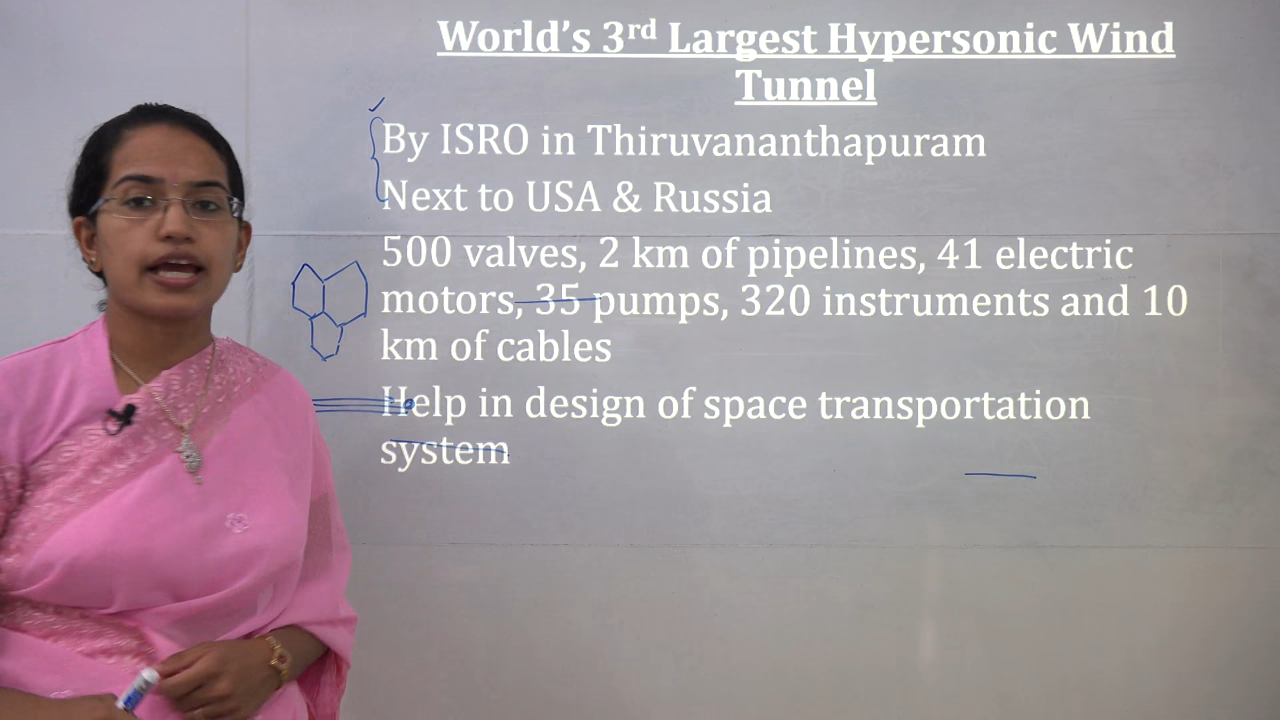 World's 3rd Largest Hypersonic Wind
Tunnel
By ISRO in Thiruvananthapuram
Next to USA & Russia
500 valves, 2 km of pipelines, 41 electric
motors, 35 pumps, 320 instruments and 10
km of cables
Help in design of space transportation
system